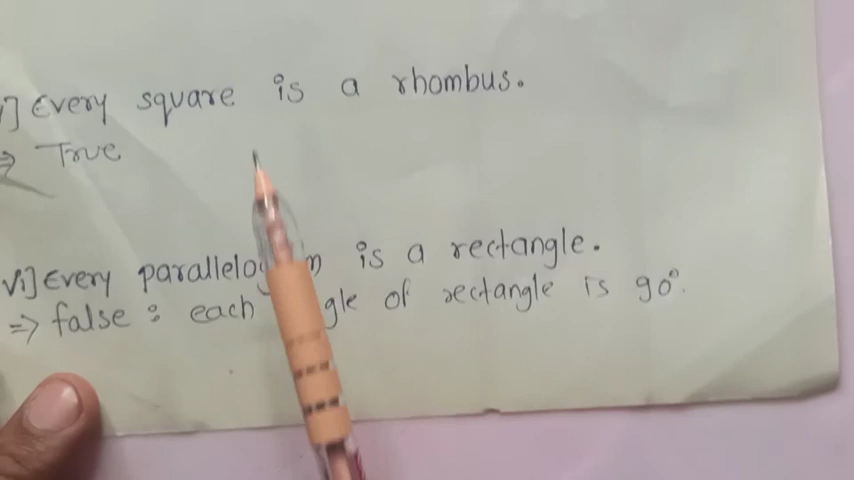 ] Every square is a rhombus.
⇒ True
vi] Every is a rectangle.
⇒ false : each of rectangle is 90°.